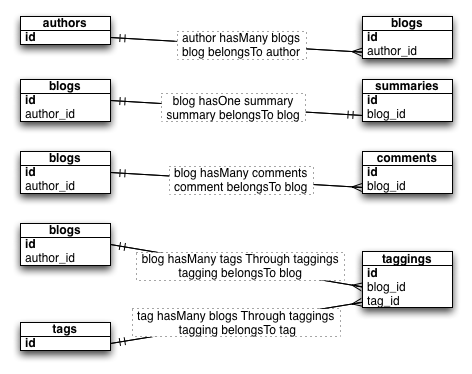 authors
id
author hasMany blogs
blog belongsTo author
blogs
id
author_id
blogs
id
author_id
blog hasOne summary
summary belongsTo blog
summaries
id
blog_id
blogs
id
author_id
blog hasMany comments
comment belongsTo blog
comments
id
blog_id
blogs
id
author_id
blog hasMany tags Through taggings
tagging belongsTo blog
taggings
id
blog_id
tag_id
tag hasMany blogs Through taggings
tagging belongsTo tag
tags
id